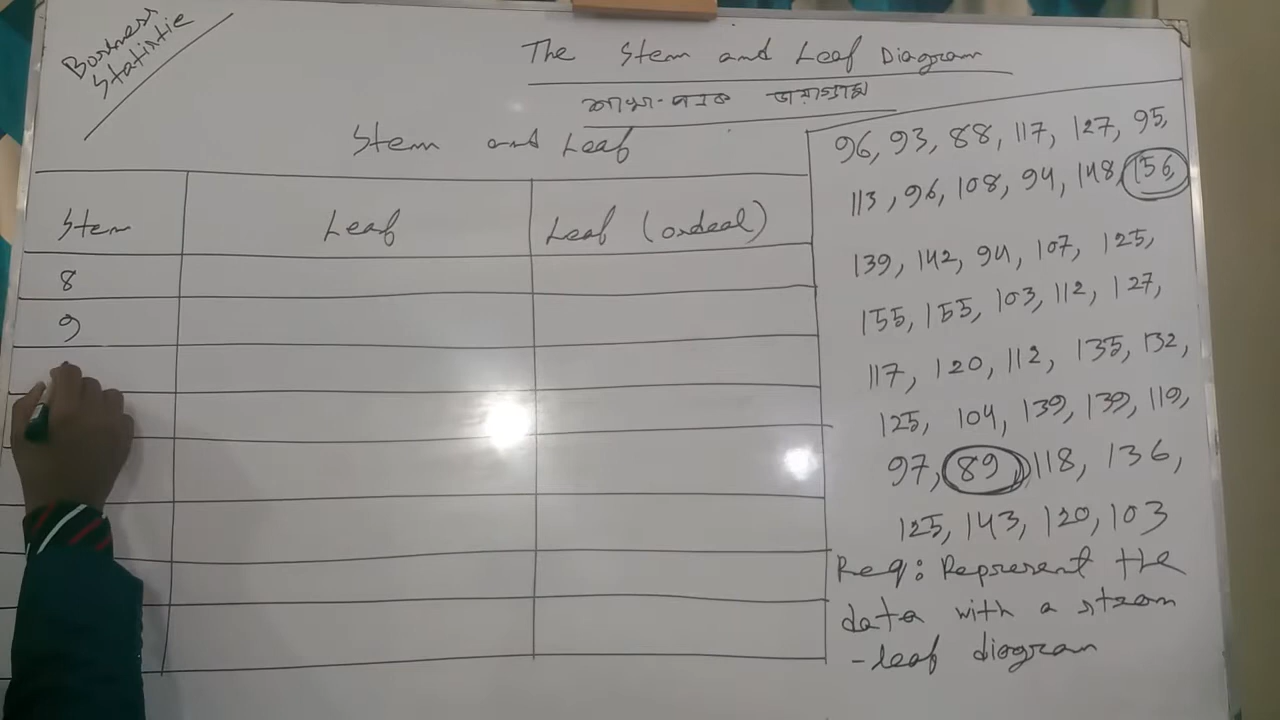 The Stem and Leaf Diagram
Stem and Leaf
Stem Leaf Leaf (ordeal)
8
9
96, 93, 88, 117, 127, 95,
113, 96, 108, 94, 148, 156,
139, 142, 94, 107, 125,
155, 155, 103, 112, 127,
117, 120, 112, 135, 132,
125, 104, 139, 139, 119,
97, 89, 118, 136,
125, 143, 120, 103
Req: Represent the
data with a
-leaf diagram